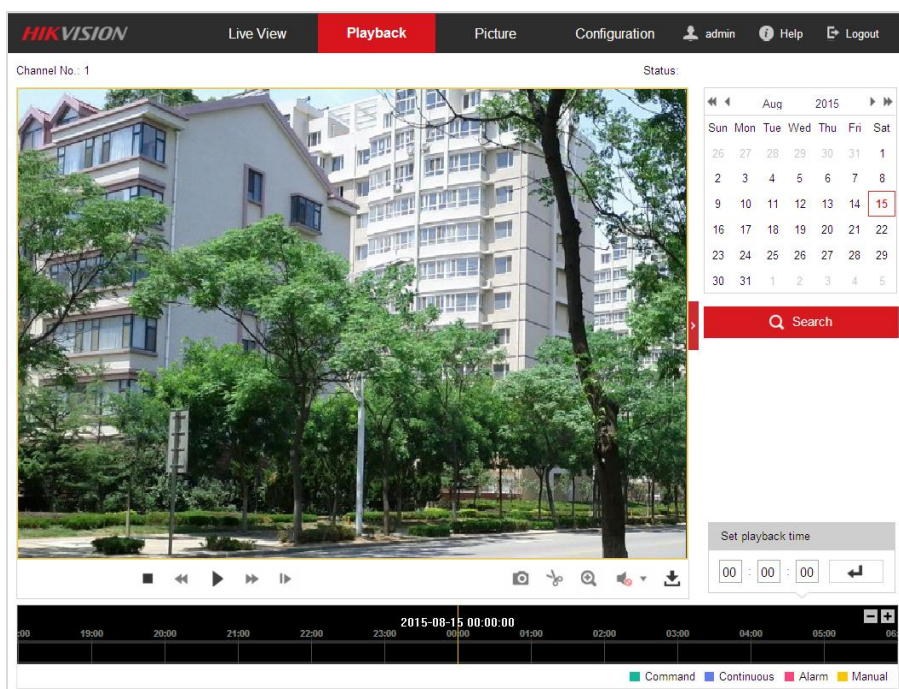 HIKVISION Live View Playback Picture Configuration admin Help Logout
Channel No.: 1 Status:
Aug 2015
Sun Mon Tue Wed Thu Fri Sat
26 27 28 29 30 31 1
2 3 4 5 6 7 8
9 10 11 12 13 14 15
16 17 18 19 20 21 22
23 24 25 26 27 28 29
30 31 1 2 3 4 5
Search
Set playback time
00 : 00 : 00
2015-08-15 00:00:00
:00 19:00 20:00 21:00 22:00 23:00 00:00 01:00 02:00 03:00 04:00 05:00 06:
Command Continuous Alarm Manual